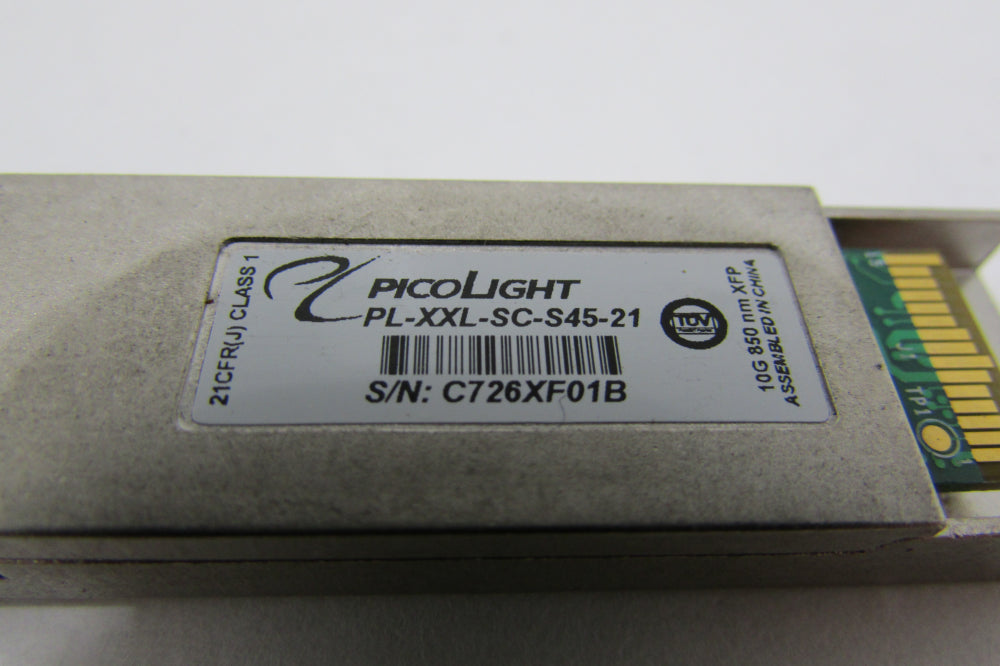 21CFR(J) CLASS 1
PICOLIGHT
PL-XXL-SC-S45-21
S/N: C726XF01B
TÜV
10G 850 nm XFP
ASSEMBLED IN CHINA
TP1